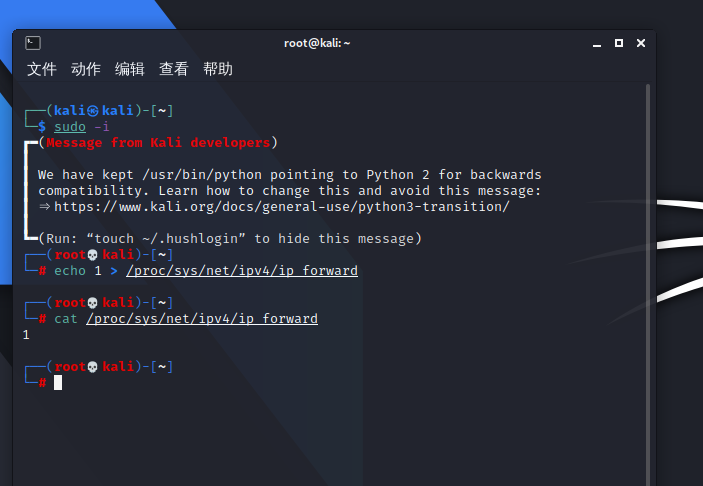 root@kali: ~
文件 动作 编辑 查看 帮助
┌──(kali㉿kali)-[~]
└─$ sudo -i
┏━(Message from Kali developers)
┃
┃ We have kept /usr/bin/python pointing to Python 2 for backwards
┃ compatibility. Learn how to change this and avoid this message:
┃ ⇒ https://www.kali.org/docs/general-use/python3-transition/
┃
┗━(Run: “touch ~/.hushlogin” to hide this message)
┌──(root💀kali)-[~]
└─# echo 1 > /proc/sys/net/ipv4/ip_forward
┌──(root💀kali)-[~]
└─# cat /proc/sys/net/ipv4/ip_forward
1
┌──(root💀kali)-[~]
└─#